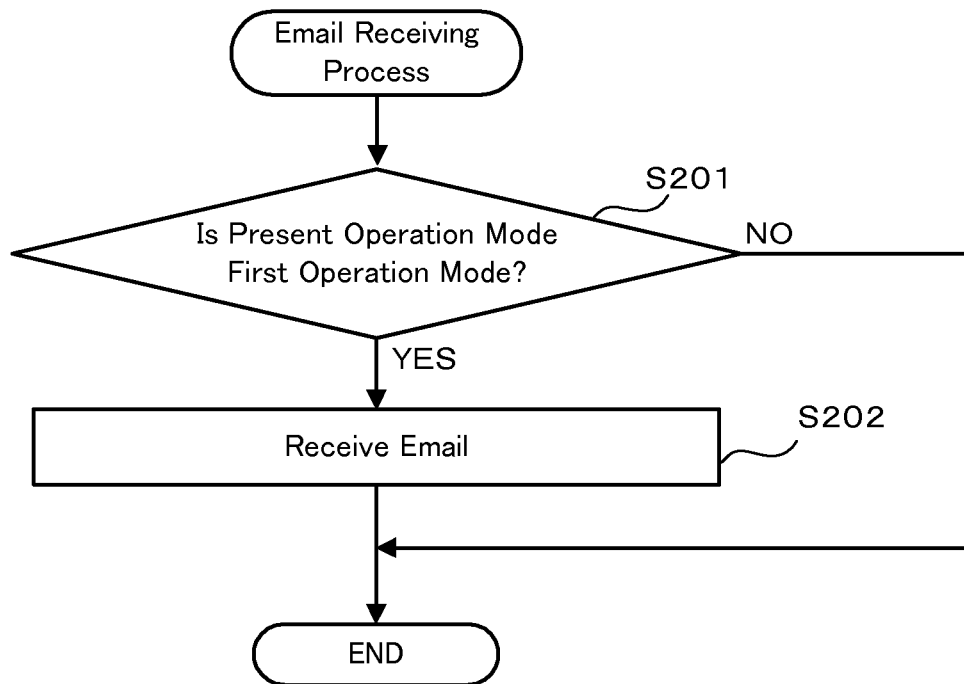 Email Receiving
Process
S201
Is Present Operation Mode
First Operation Mode?
NO
YES
S202
Receive Email
END